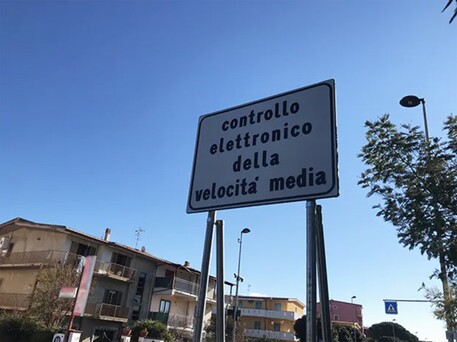 controllo
elettronico
della
velocita' media